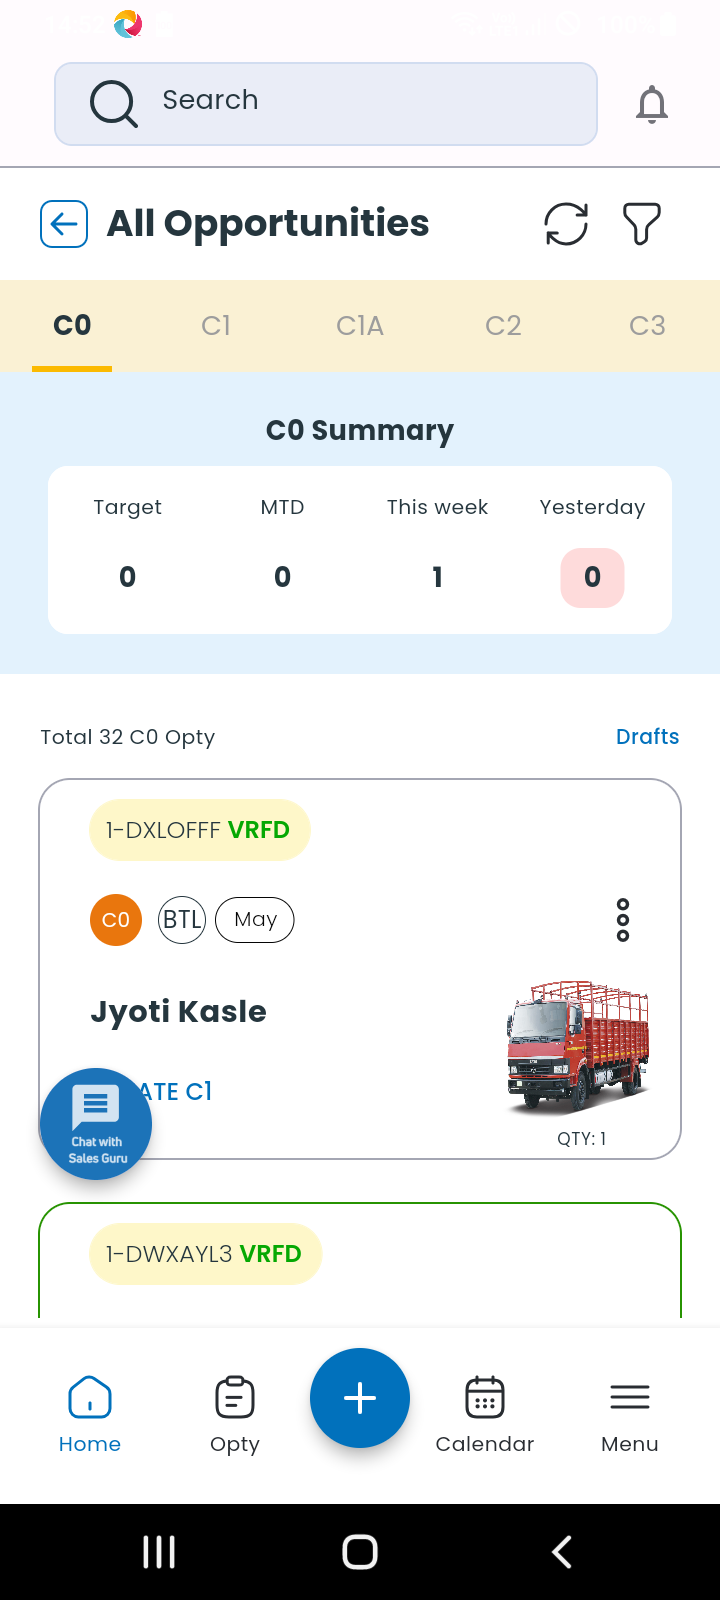 Search
All Opportunities
C0 C1 C1A C2 C3
C0 Summary
Target MTD This week Yesterday
0 0 1 0
Total 32 C0 Opty Drafts
1-DXLOFFF VRFD
C0 BTL May
Jyoti Kasle
ATE C1
Chat with
Sales Guru
QTY: 1
1-DWXAYL3 VRFD
Home Opty Calendar Menu